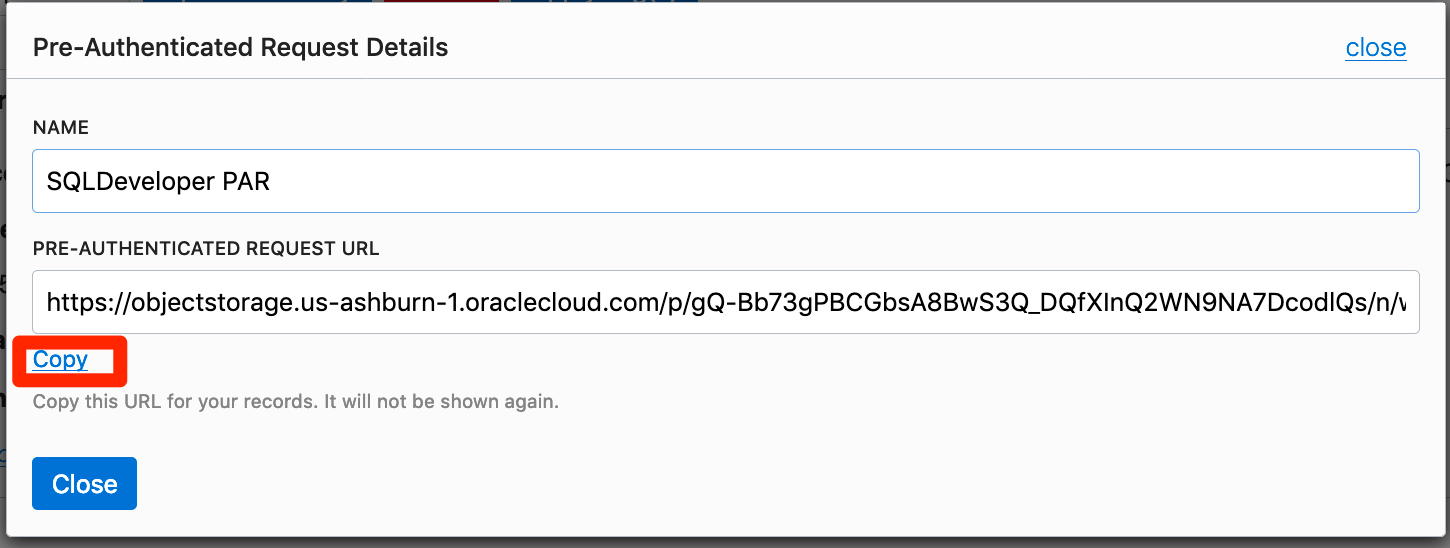 Pre-Authenticated Request Details
close
NAME
SQLDeveloper PAR
PRE-AUTHENTICATED REQUEST URL
https://objectstorage.us-ashburn-1.oraclecloud.com/p/gQ-Bb73gPBCGbsA8BwS3Q_DQfXInQ2WN9NA7DcodlQs/n/
Copy
Copy this URL for your records. It will not be shown again.
Close